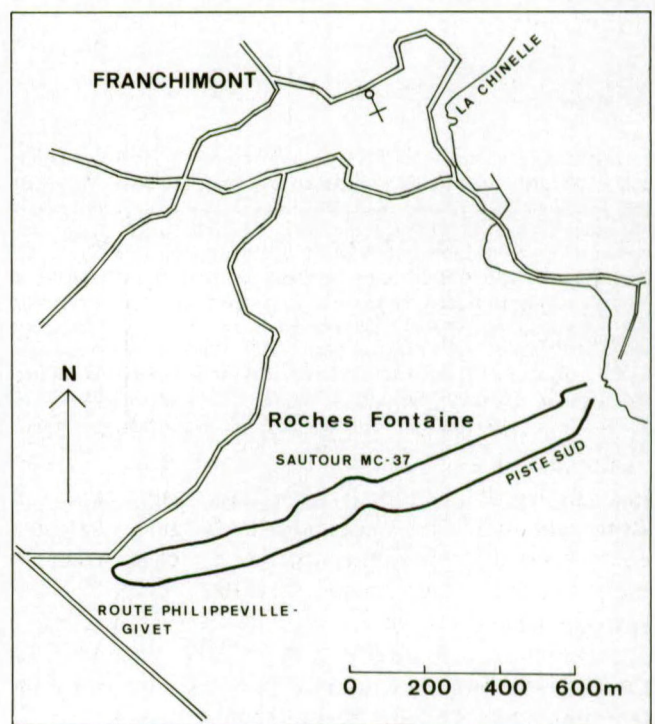 FRANCHIMONT
LA CHINELLE
N
Roches Fontaine
SAUTOUR MC-37
PISTE SUD
ROUTE PHILIPPEVILLE-
GIVET
0 200 400 600m